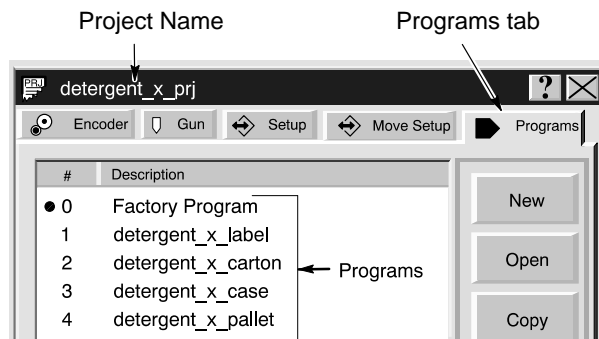 Project Name Programs tab
PRJ detergent_x_prj ?
Encoder Gun Setup Move Setup Programs
# Description
0 Factory Program
1 detergent_x_label
2 detergent_x_carton
3 detergent_x_case
4 detergent_x_pallet
Programs
New
Open
Copy